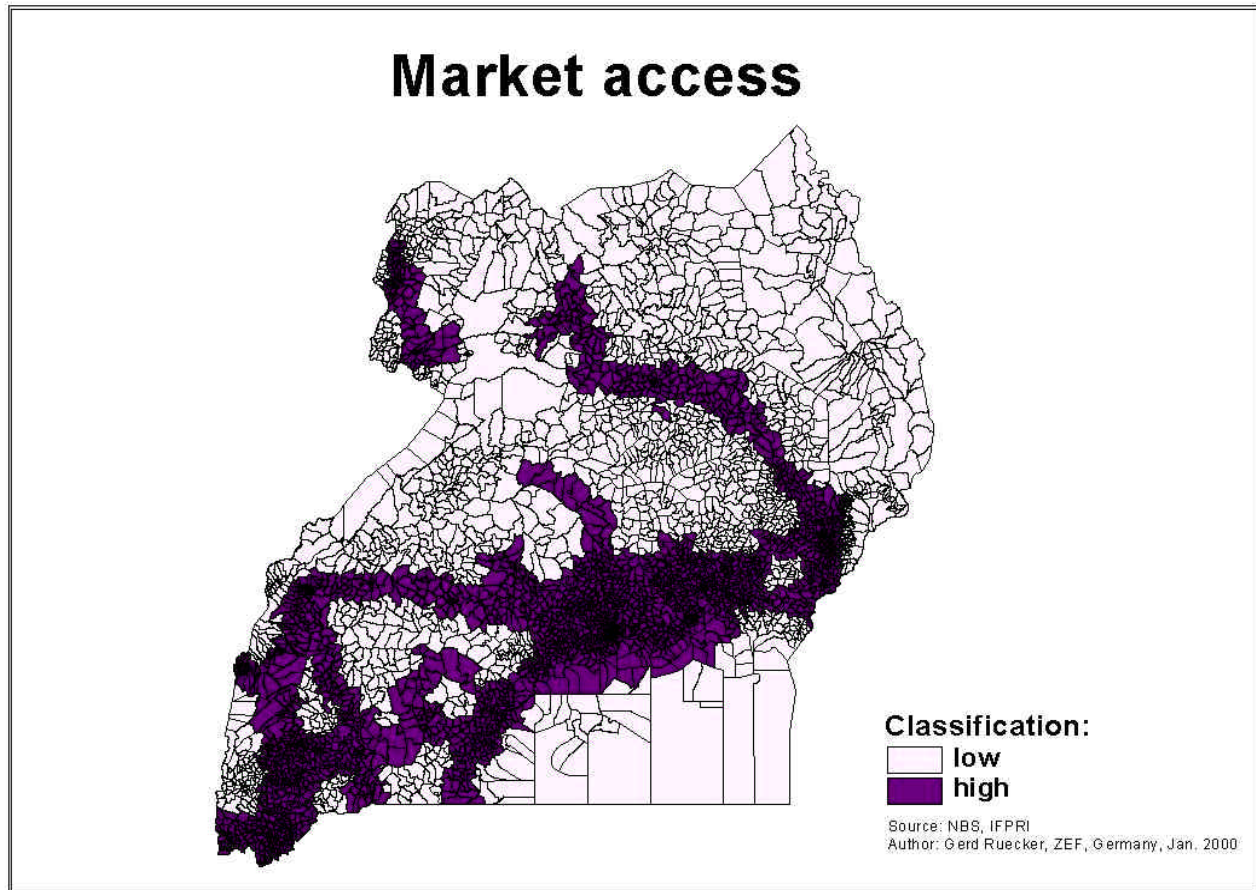 Market access
Classification:
low
high
Source: NBS, IFPRI
Author: Gerd Ruecker, ZEF, Germany, Jan. 2000